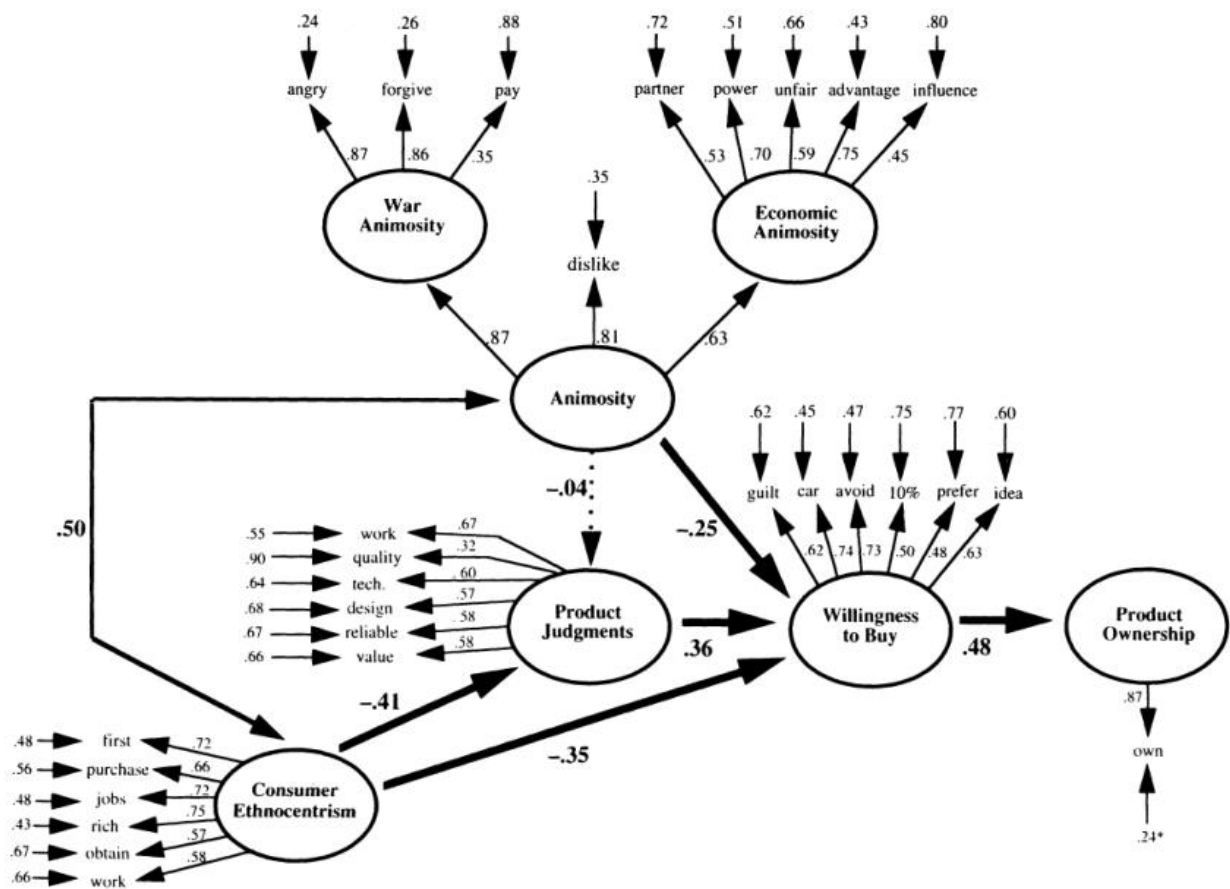 .24 .26 .88 .72 .51 .66 .43 .80
angry forgive pay partner power unfair advantage influence
.87 .86 .35 .53 .70 .59 .75 .45
War
Animosity
.35
dislike
Economic
Animosity
.87 .81 .63
Animosity
.62 .45 .47 .75 .77 .60
guilt car avoid 10% prefer idea
.62 .74 .73 .50 .48 .63
–.04
–.25
.50
.55 work .67
.90 quality .32
.64 tech. .60
.68 design .57
.67 reliable .58
.66 value .58
Product
Judgments
.36
Willingness
to Buy
.48
Product
Ownership
.87
own
.24*
–.41
–.35
.48 first .72
.56 purchase .66
.48 jobs .72
.43 rich .75
.67 obtain .57
.66 work .58
Consumer
Ethnocentrism